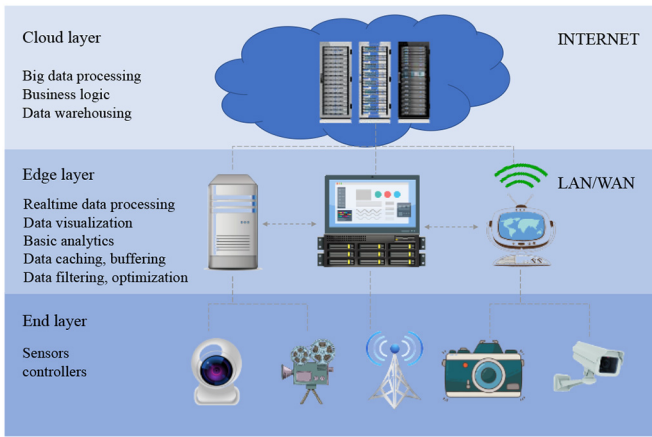 Cloud layer
INTERNET
Big data processing
Business logic
Data warehousing
Edge layer
LAN/WAN
Realtime data processing
Data visualization
Basic analytics
Data caching, buffering
Data filtering, optimization
End layer
Sensors
controllers